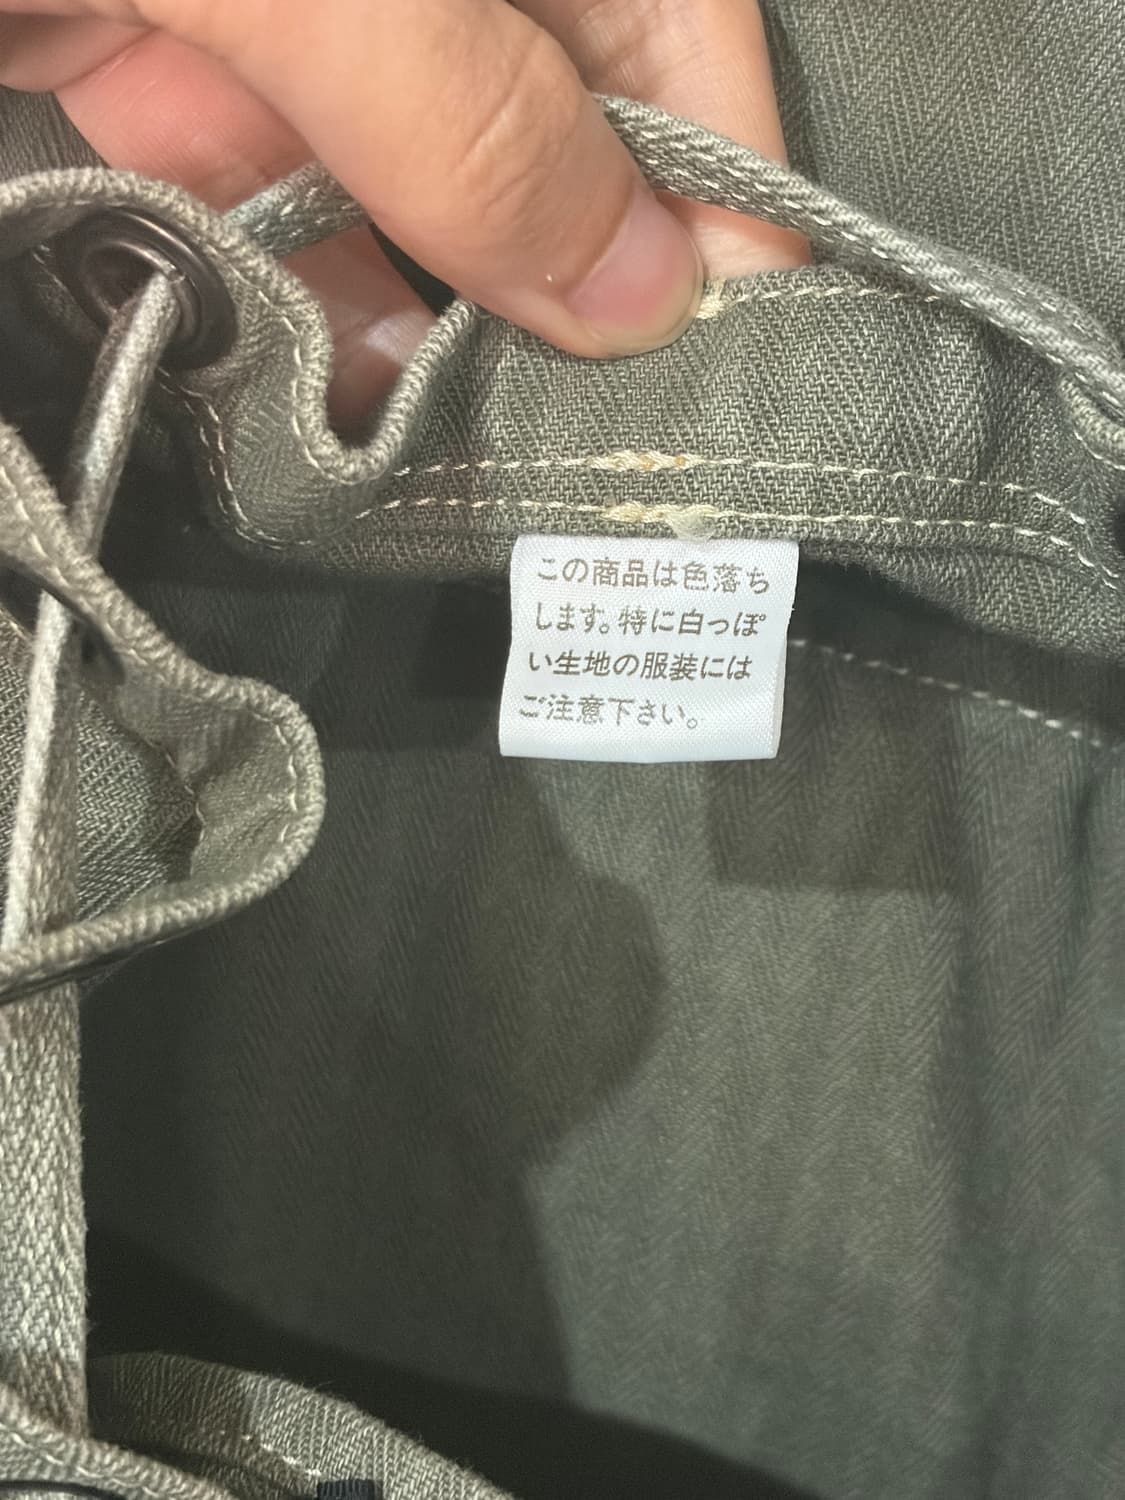 この商品は色落ち
します。特に白っぽ
い生地の服装には
ご注意下さい。